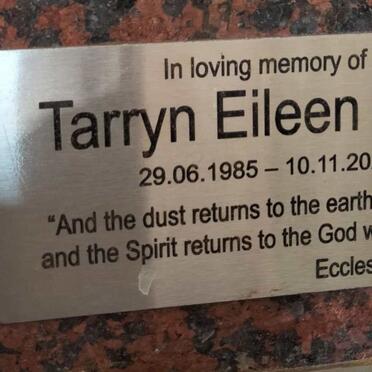 In loving memory of
Tarryn Eileen
29.06.1985 – 10.11.20
"And the dust returns to the earth
and the Spirit returns to the God w
Eccles